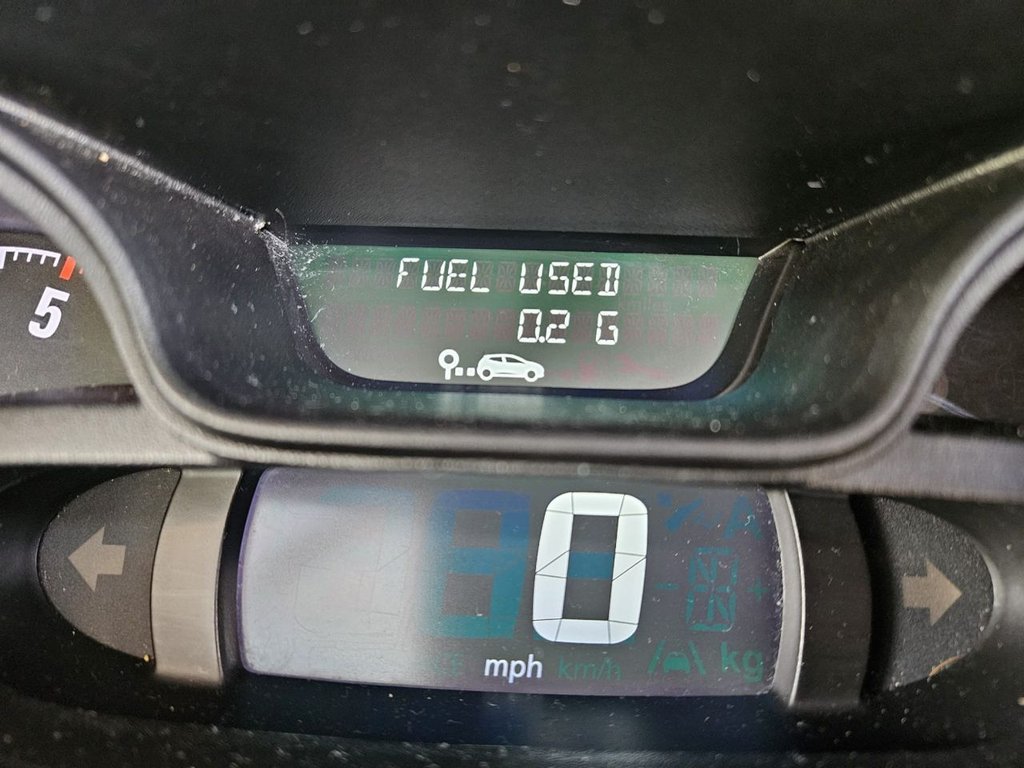 FUEL USED
0.2 G
5
0
mph km/h kg